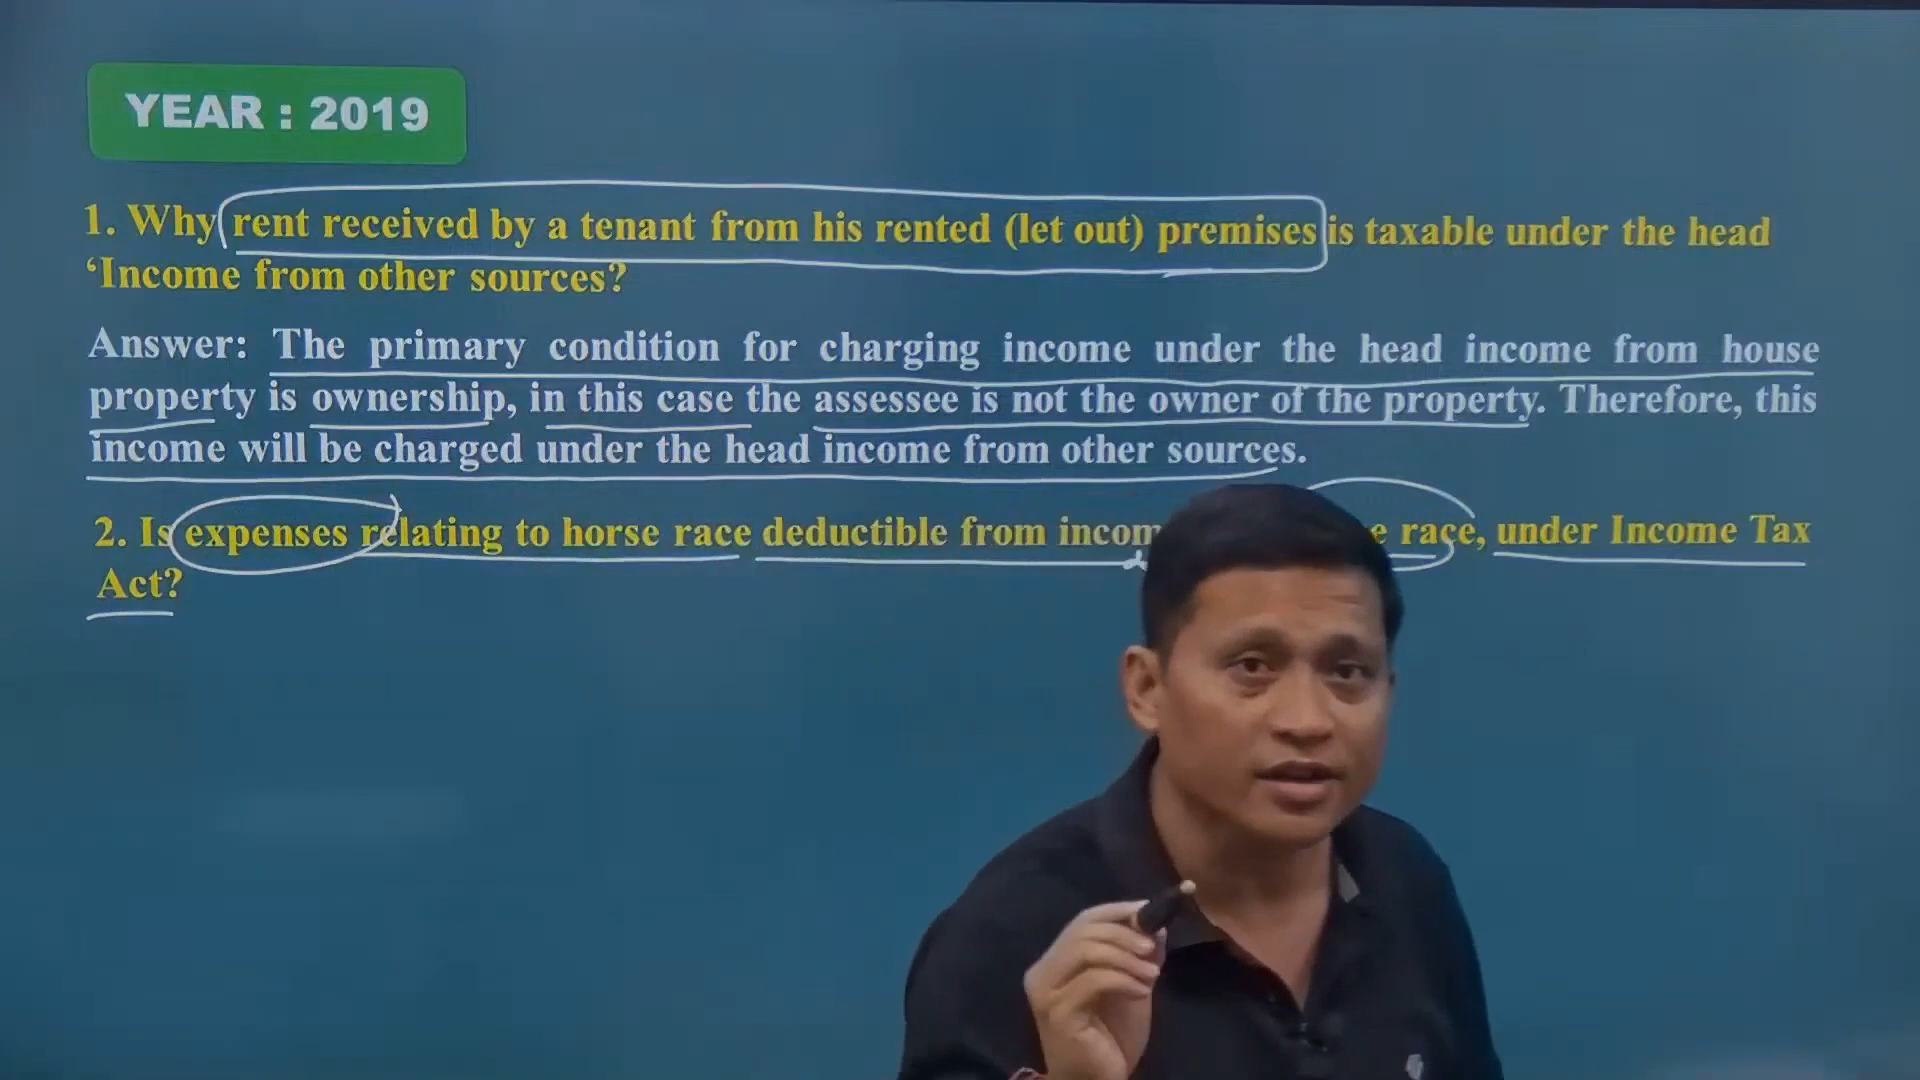 YEAR : 2019
1. Why rent received by a tenant from his rented (let out) premises is taxable under the head
‘Income from other sources?
Answer: The primary condition for charging income under the head income from house
property is ownership, in this case the assessee is not the owner of the property. Therefore, this
income will be charged under the head income from other sources.
2. Is expenses relating to horse race deductible from race, under Income Tax
Act?